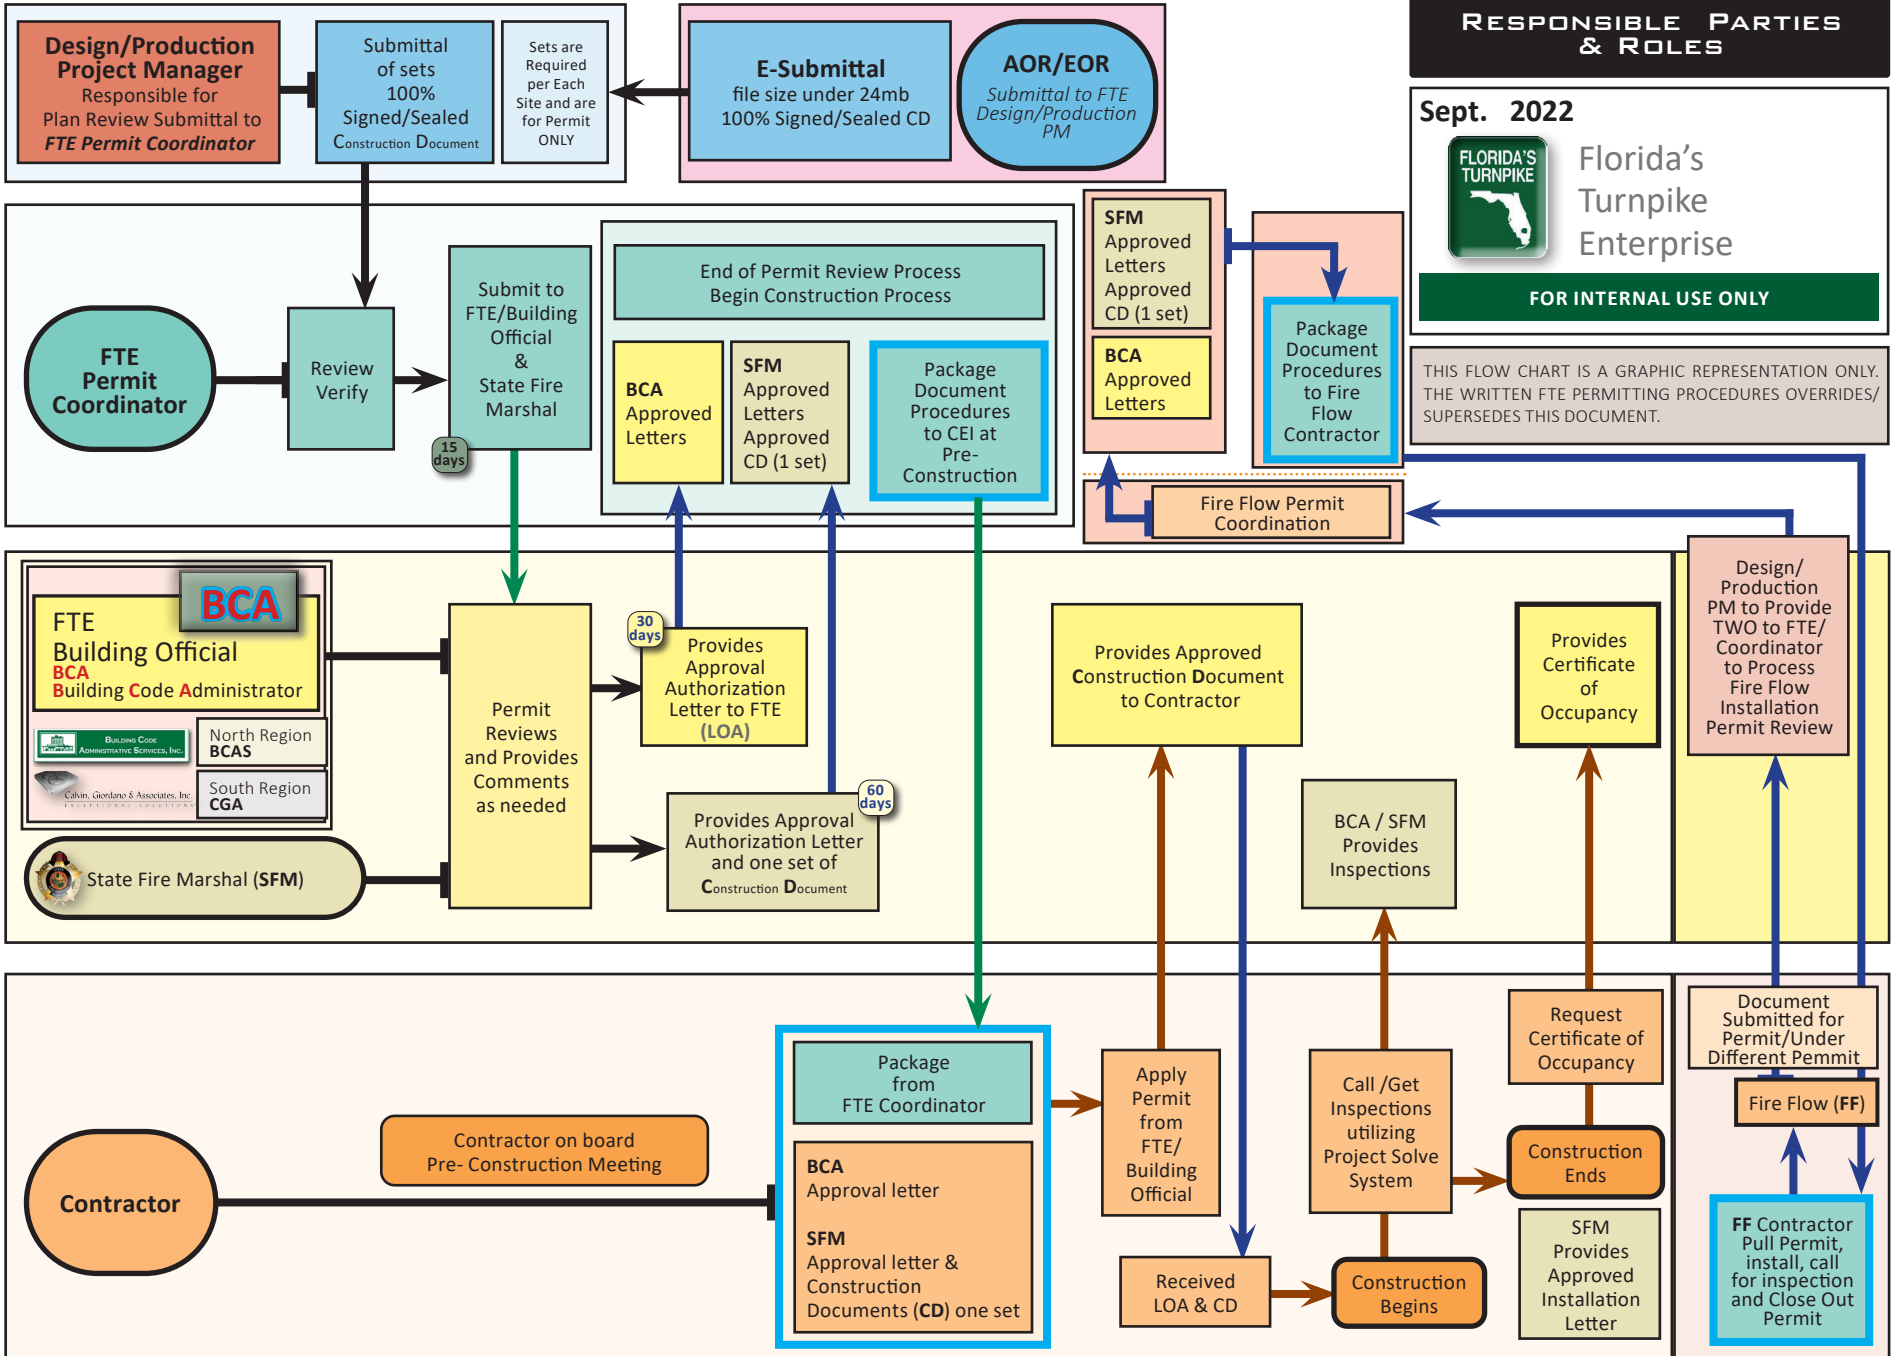 Design/Production
Project Manager
Responsible for
Plan Review Submittal to
FTE Permit Coordinator
Submittal
of sets
100%
Signed/Sealed
Construction Document
Sets are
Required
per Each
Site and are
for Permit
ONLY
E-Submittal
file size under 24mb
100% Signed/Sealed CD
AOR/EOR
Submittal to FTE
Design/Production
PM
RESPONSIBLE PARTIES
& ROLES
Sept. 2022
FLORIDA'S
TURNPIKE
Florida's
Turnpike
Enterprise
FOR INTERNAL USE ONLY
THIS FLOW CHART IS A GRAPHIC REPRESENTATION ONLY.
THE WRITTEN FTE PERMITTING PROCEDURES OVERRIDES/
SUPERSEDES THIS DOCUMENT.
FTE
Permit
Coordinator
Review
Verify
Submit to
FTE/Building
Official
&
State Fire
Marshal
15
days
End of Permit Review Process
Begin Construction Process
BCA
Approved
Letters
SFM
Approved
Letters
Approved
CD (1 set)
Package
Document
Procedures
to CEI at
Pre-
Construction
SFM
Approved
Letters
Approved
CD (1 set)
BCA
Approved
Letters
Package
Document
Procedures
to Fire
Flow
Contractor
Fire Flow Permit
Coordination
BCA
FTE
Building Official
BCA
Building Code Administrator
BUILDING CODE
ADMINISTRATIVE SERVICES, INC.
North Region
BCAS
Calvin, Giordano & Associates, Inc.
EXCEPTIONAL SOLUTIONS
South Region
CGA
State Fire Marshal (SFM)
Permit
Reviews
and Provides
Comments
as needed
30
days
Provides
Approval
Authorization
Letter to FTE
(LOA)
60
days
Provides Approval
Authorization Letter
and one set of
Construction Document
Provides Approved
Construction Document
to Contractor
BCA / SFM
Provides
Inspections
Provides
Certificate
of
Occupancy
Design/
Production
PM to Provide
TWO to FTE/
Coordinator
to Process
Fire Flow
Installation
Permit Review
Contractor
Contractor on board
Pre- Construction Meeting
Package
from
FTE Coordinator
BCA
Approval letter
SFM
Approval letter &
Construction
Documents (CD) one set
Apply
Permit
from
FTE/
Building
Official
Received
LOA & CD
Call /Get
Inspections
utilizing
Project Solve
System
Construction
Begins
Request
Certificate of
Occupancy
Construction
Ends
SFM
Provides
Approved
Installation
Letter
Document
Submitted for
Permit/Under
Different Pemmit
Fire Flow (FF)
FF Contractor
Pull Permit,
install, call
for inspection
and Close Out
Permit